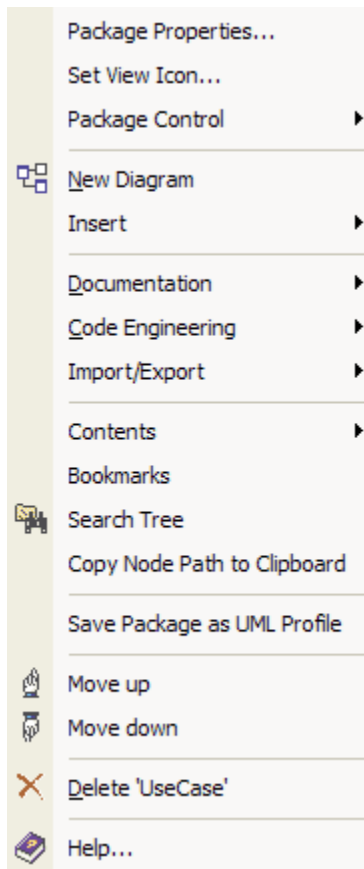 Package Properties...
Set View Icon...
Package Control
New Diagram
Insert
Documentation
Code Engineering
Import/Export
Contents
Bookmarks
Search Tree
Copy Node Path to Clipboard
Save Package as UML Profile
Move up
Move down
Delete 'UseCase'
Help...